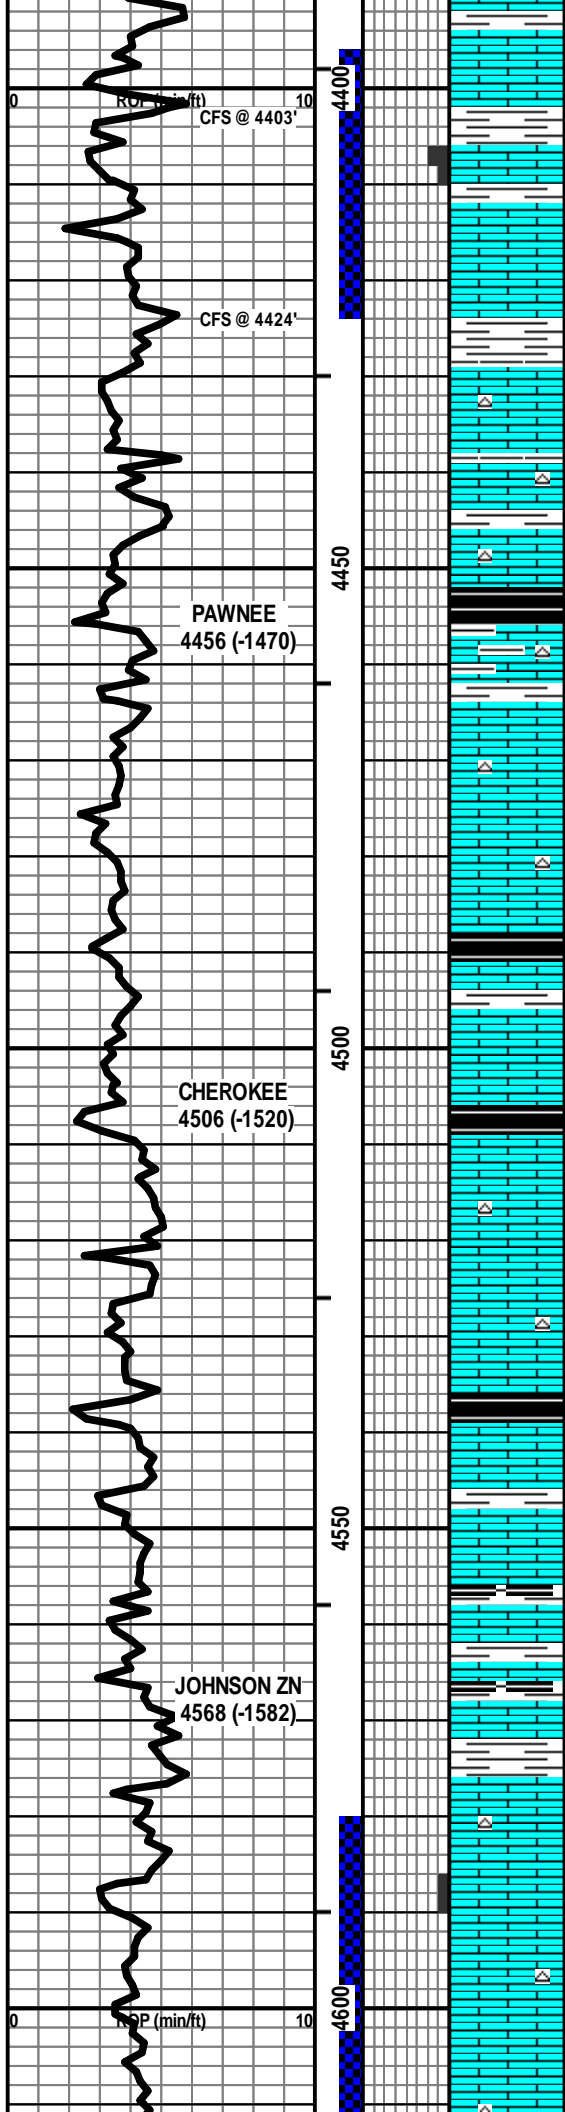 4400
0 ROP (min/ft) 10
CFS @ 4403'
CFS @ 4424'
4450
PAWNEE
4456 (-1470)
4500
CHEROKEE
4506 (-1520)
4550
JOHNSON ZN
4568 (-1582)
4600
0 ROP (min/ft) 10